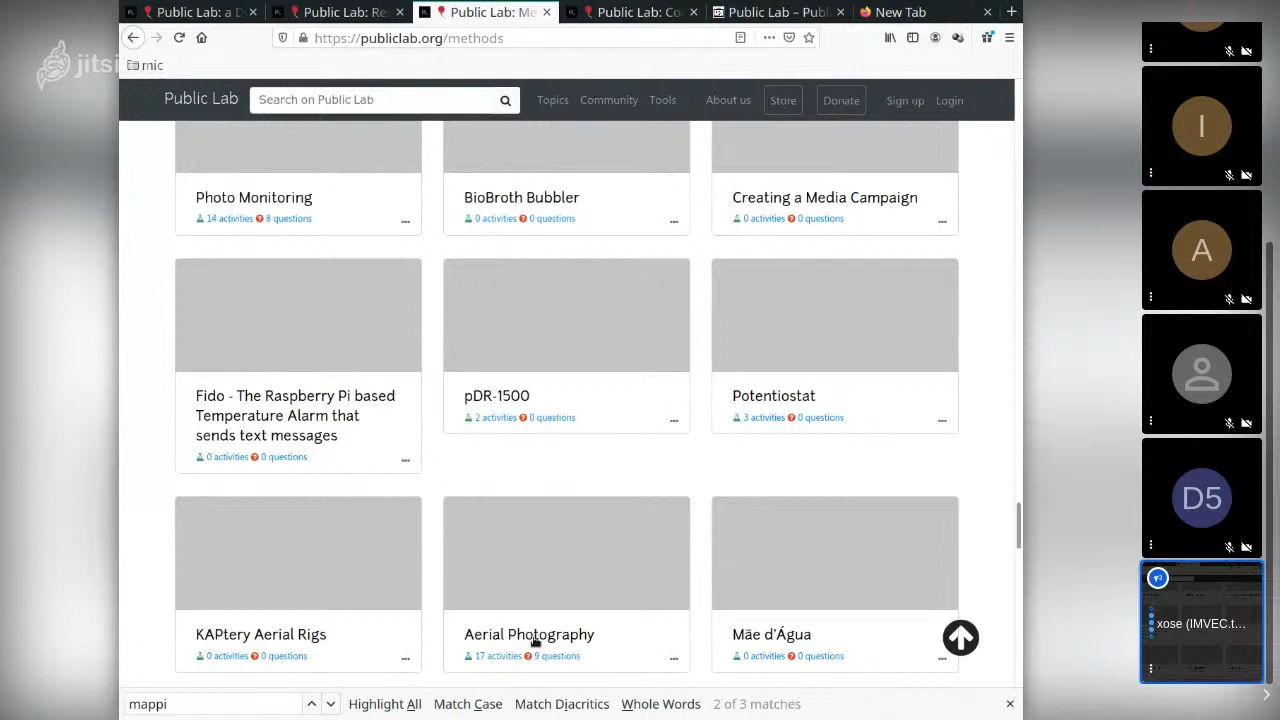 Public Lab: a D
Public Lab: Re
Public Lab: Me
Public Lab: Co
Public Lab – Publ
New Tab
https://publiclab.org/methods
mic
jitsi
Public Lab
Search on Public Lab
Topics
Community
Tools
About us
Store
Donate
Sign up
Login
Photo Monitoring
14 activities 8 questions
BioBroth Bubbler
0 activities 0 questions
Creating a Media Campaign
0 activities 0 questions
Fido - The Raspberry Pi based
Temperature Alarm that
sends text messages
0 activities 0 questions
pDR-1500
2 activities 0 questions
Potentiostat
3 activities 0 questions
KAPtery Aerial Rigs
0 activities 0 questions
Aerial Photography
17 activities 9 questions
Mãe d'Água
0 activities 0 questions
mappi
Highlight All
Match Case
Match Diacritics
Whole Words
2 of 3 matches
I
A
D5
xose (IMVEC.t...